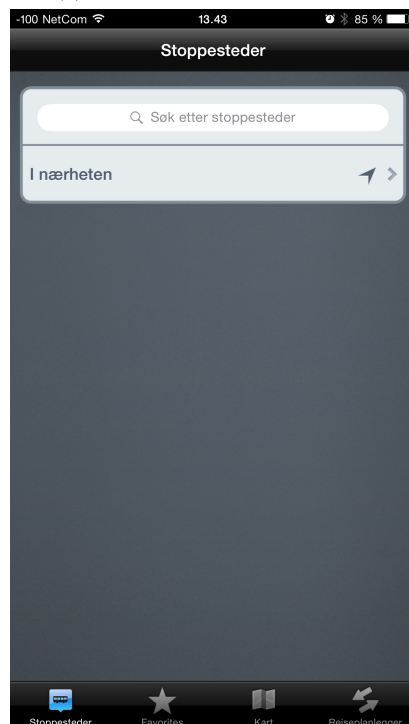 -100 NetCom 13.43 85 %
Stoppesteder
Søk etter stoppesteder
I nærheten
Stoppesteder Favorites Kart Reiseplanlegger